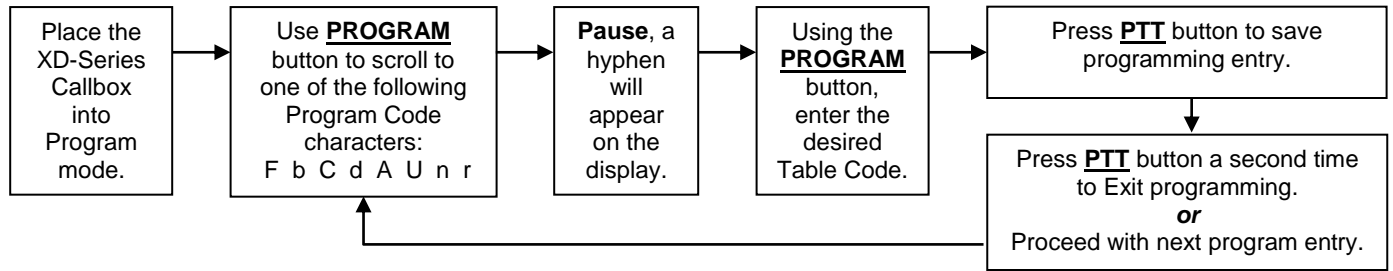 Place the
XD-Series
Callbox
into
Program
mode.
Use PROGRAM
button to scroll to
one of the following
Program Code
characters:
F b C d A U n r
Pause, a
hyphen
will
appear
on the
display.
Using the
PROGRAM
button,
enter the
desired
Table Code.
Press PTT button to save
programming entry.
Press PTT button a second time
to Exit programming.
or
Proceed with next program entry.